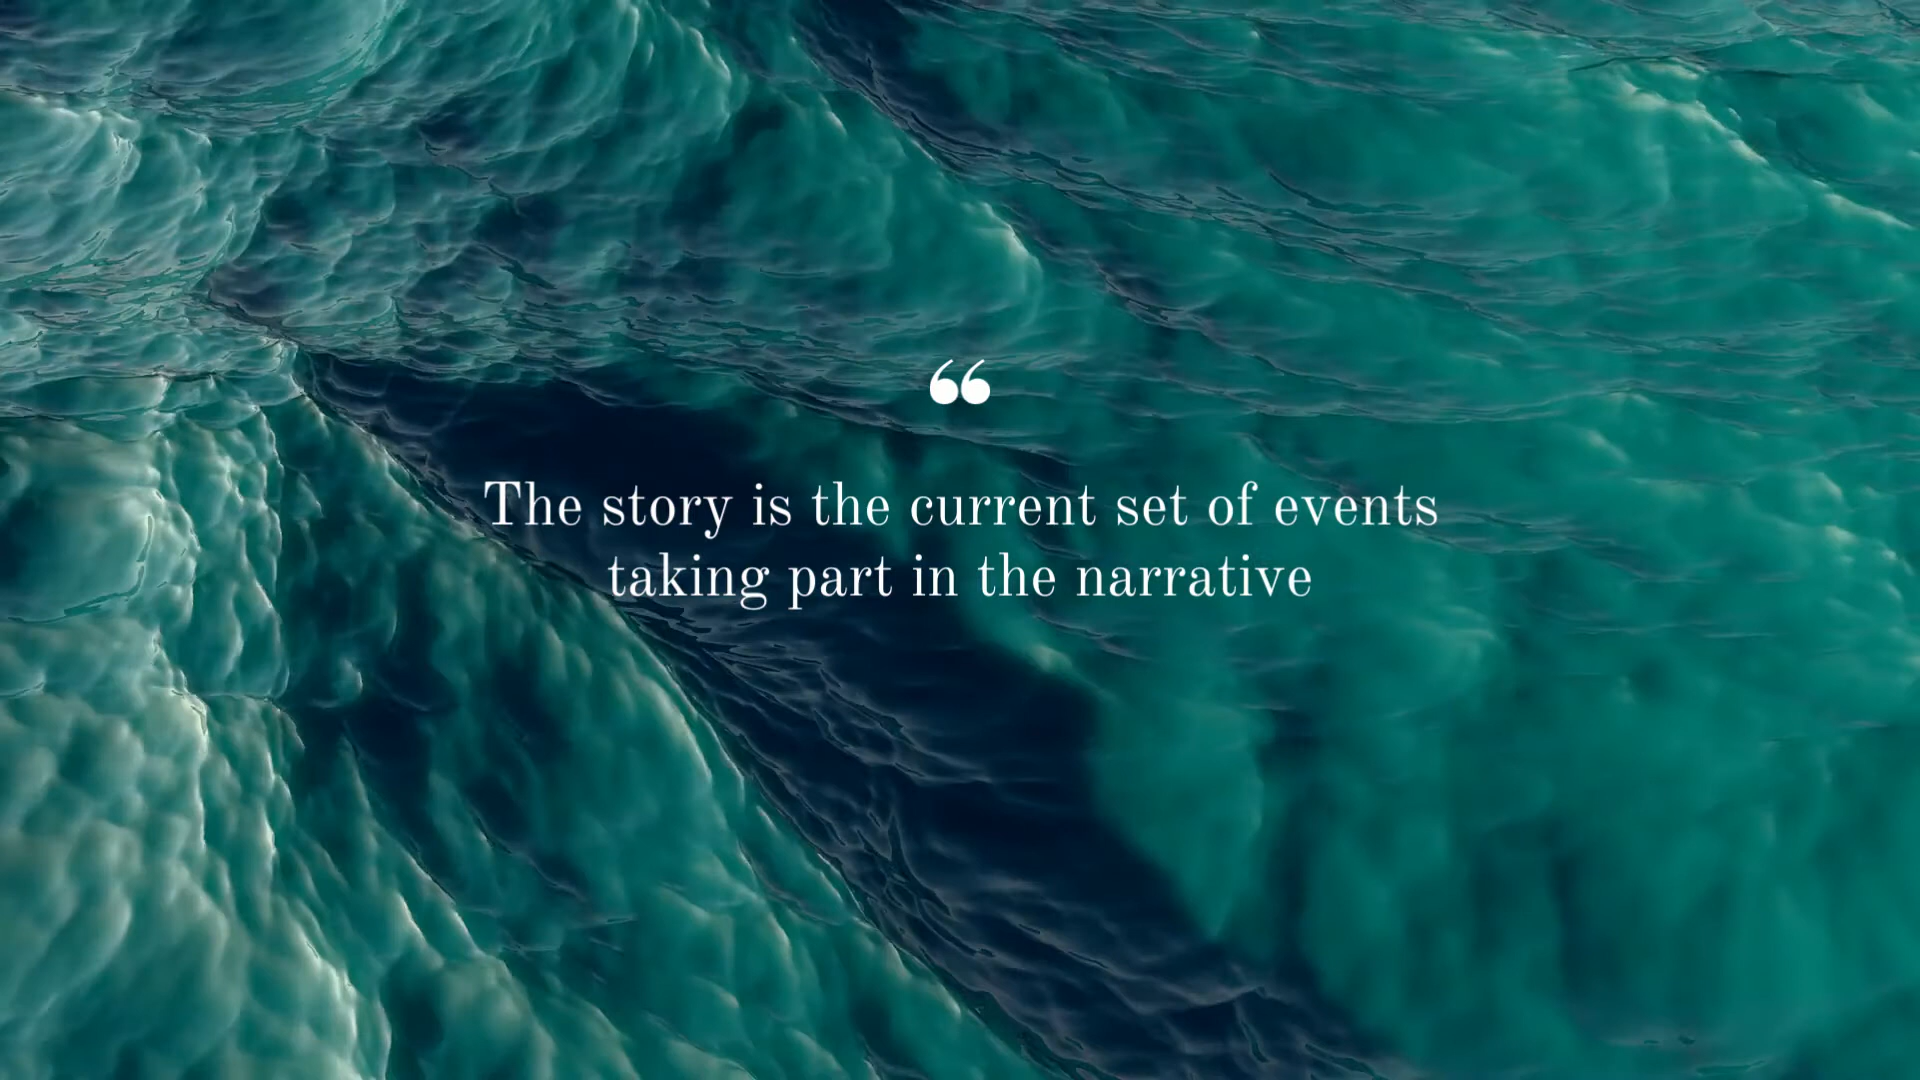 “
The story is the current set of events
taking part in the narrative